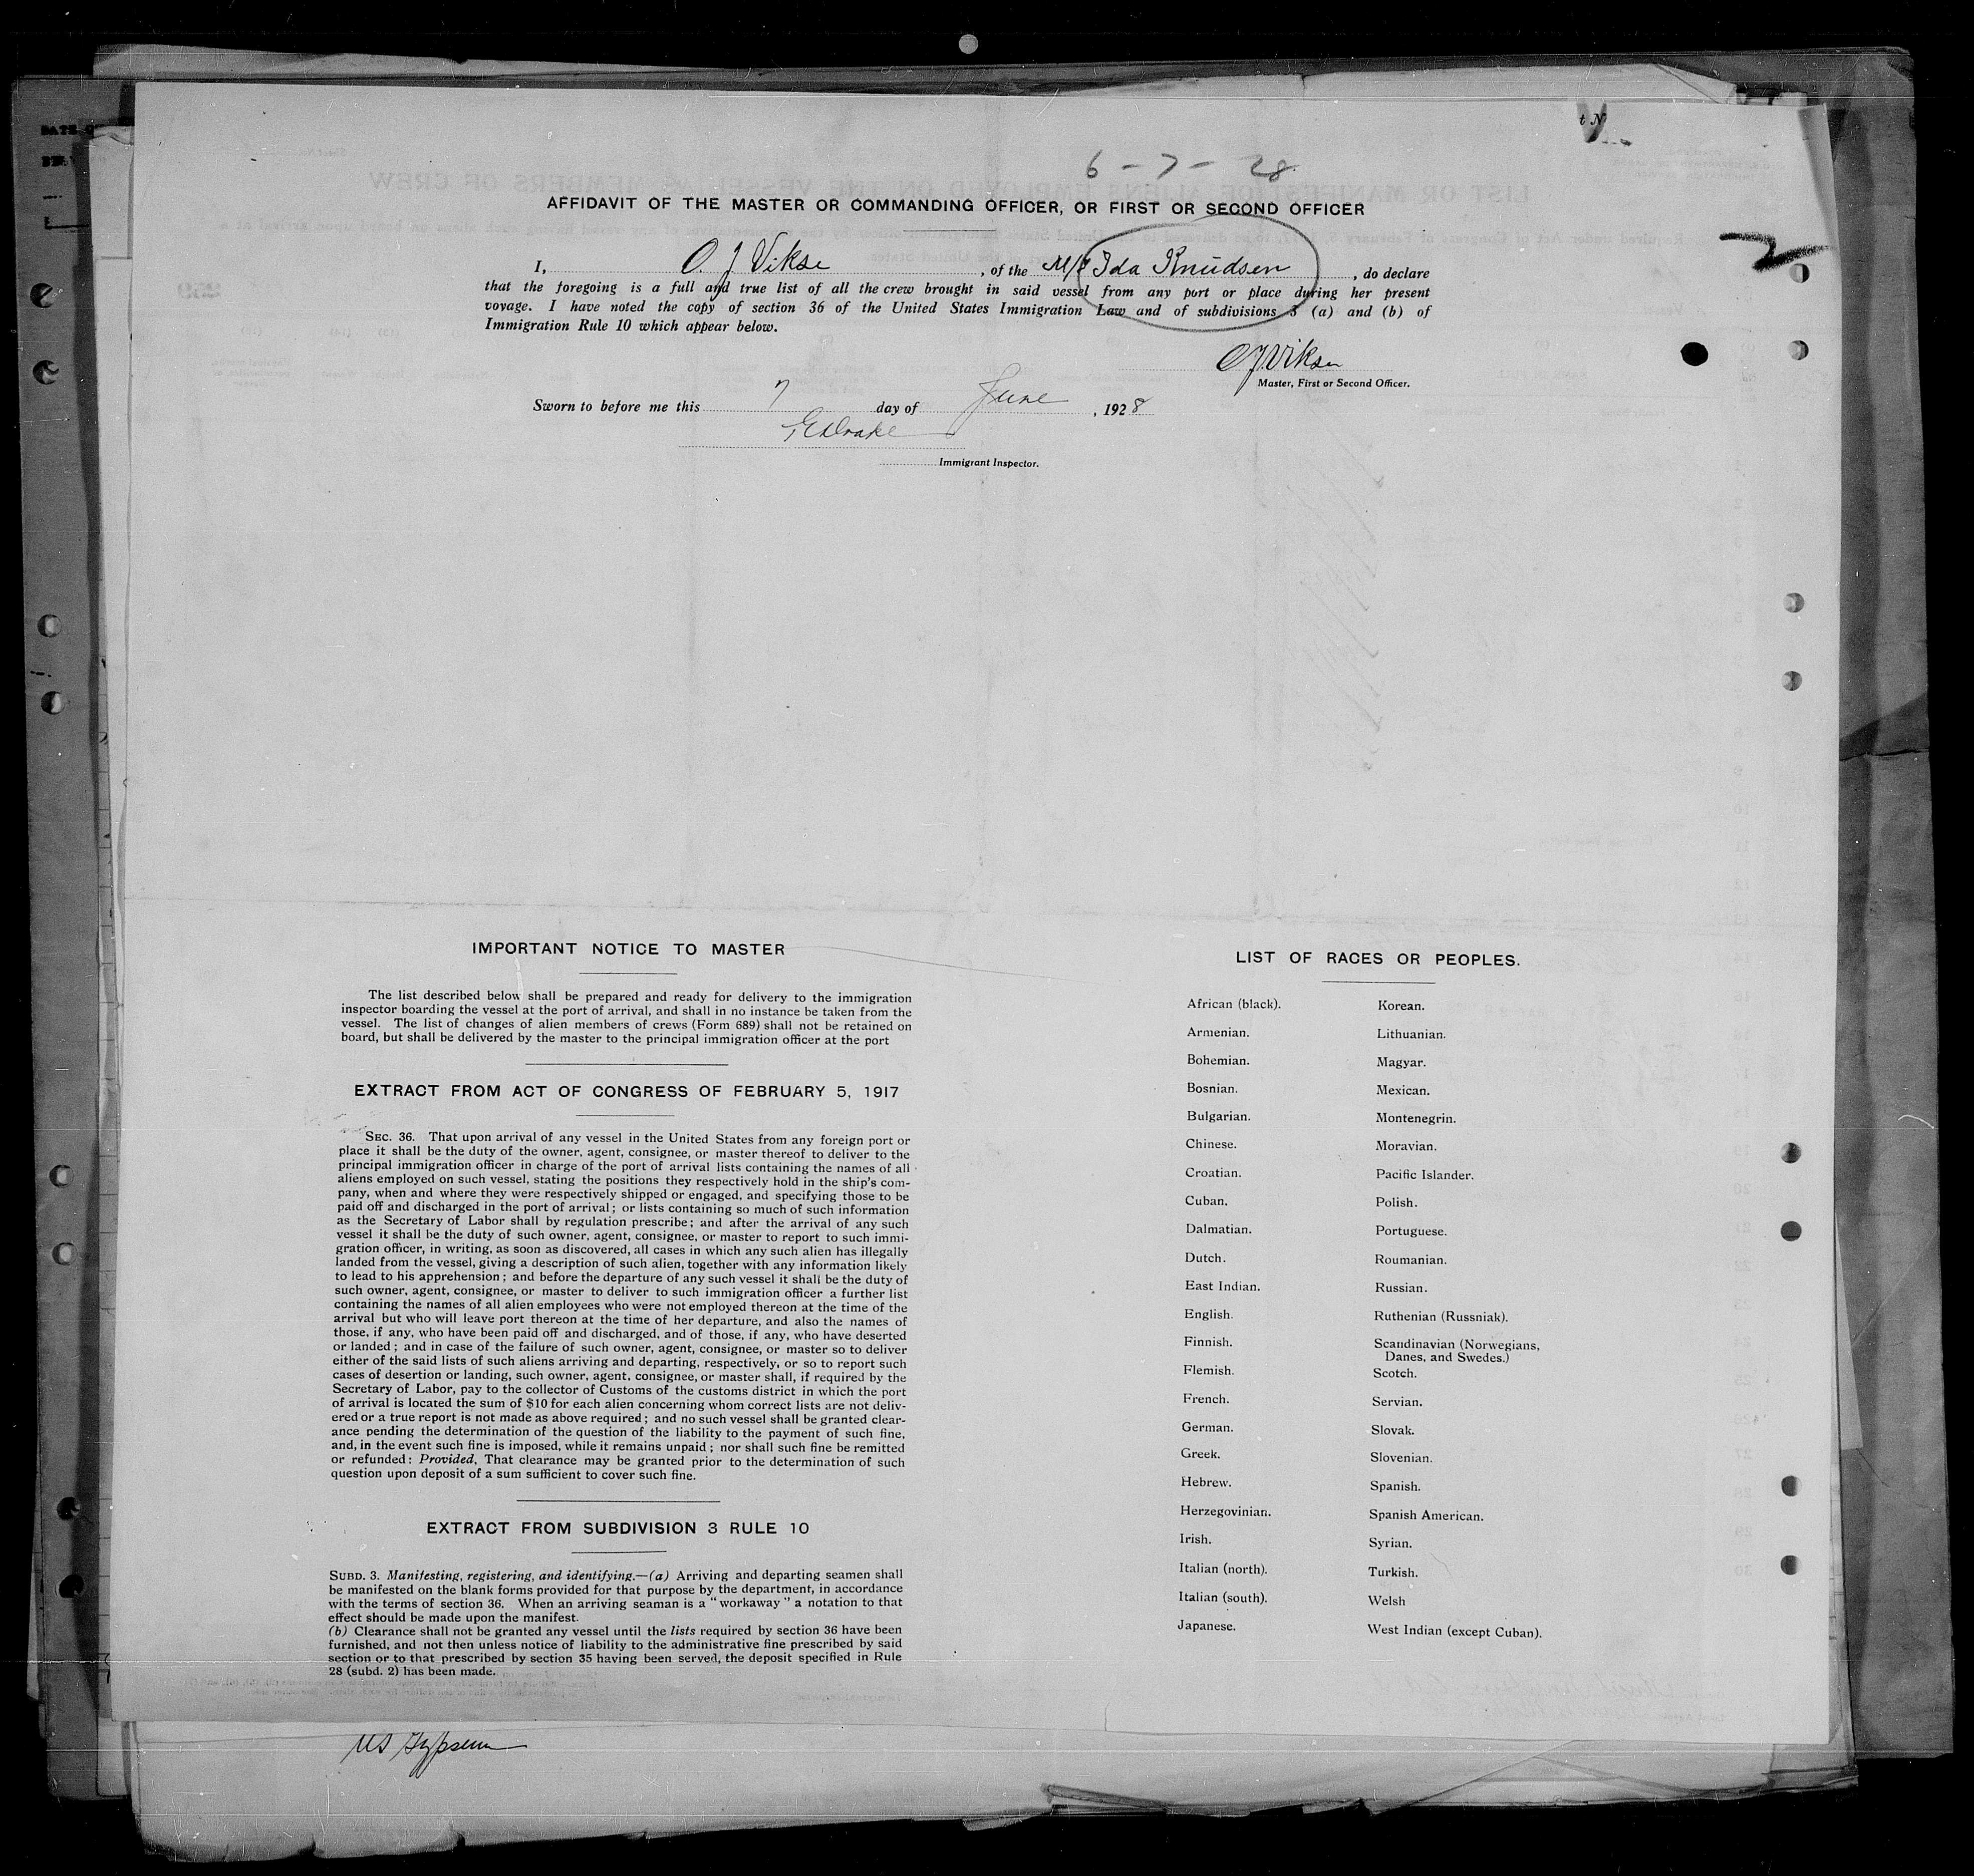 6 - 7 - 28
AFFIDAVIT OF THE MASTER OR COMMANDING OFFICER, OR FIRST OR SECOND OFFICER
I, O. J Vikse, of the M/S Ida Knudsen, do declare
that the foregoing is a full and true list of all the crew brought in said vessel from any port or place during her present
voyage. I have noted the copy of section 36 of the United States Immigration Law and of subdivisions 3 (a) and (b) of
Immigration Rule 10 which appear below.
O J Vikse
Master, First or Second Officer.
Sworn to before me this 7 day of June, 1928
Drake
Immigrant Inspector.
IMPORTANT NOTICE TO MASTER
The list described below shall be prepared and ready for delivery to the immigration
inspector boarding the vessel at the port of arrival, and shall in no instance be taken from the
vessel. The list of changes of alien members of crews (Form 689) shall not be retained on
board, but shall be delivered by the master to the principal immigration officer at the port
EXTRACT FROM ACT OF CONGRESS OF FEBRUARY 5, 1917
SEC. 36. That upon arrival of any vessel in the United States from any foreign port or
place it shall be the duty of the owner, agent, consignee, or master thereof to deliver to the
principal immigration officer in charge of the port of arrival lists containing the names of all
aliens employed on such vessel, stating the positions they respectively hold in the ship's com-
pany, when and where they were respectively shipped or engaged, and specifying those to be
paid off and discharged in the port of arrival; or lists containing so much of such information
as the Secretary of Labor shall by regulation prescribe; and after the arrival of any such
vessel it shall be the duty of such owner, agent, consignee, or master to report to such immi-
gration officer, in writing, as soon as discovered, all cases in which any such alien has illegally
landed from the vessel, giving a description of such alien, together with any information likely
to lead to his apprehension; and before the departure of any such vessel it shall be the duty of
such owner, agent, consignee, or master to deliver to such immigration officer a further list
containing the names of all alien employees who were not employed thereon at the time of the
arrival but who will leave port thereon at the time of her departure, and also the names of
those, if any, who have been paid off and discharged, and of those, if any, who have deserted
or landed; and in case of the failure of such owner, agent, consignee, or master so to deliver
either of the said lists of such aliens arriving and departing, respectively, or so to report such
cases of desertion or landing, such owner, agent, consignee, or master shall, if required by the
Secretary of Labor, pay to the collector of Customs of the customs district in which the port
of arrival is located the sum of $10 for each alien concerning whom correct lists are not deliv-
ered or a true report is not made as above required; and no such vessel shall be granted clear-
ance pending the determination of the question of the liability to the payment of such fine,
and, in the event such fine is imposed, while it remains unpaid; nor shall such fine be remitted
or refunded: Provided, That clearance may be granted prior to the determination of such
question upon deposit of a sum sufficient to cover such fine.
EXTRACT FROM SUBDIVISION 3 RULE 10
SUBD. 3. Manifesting, registering, and identifying.—(a) Arriving and departing seamen shall
be manifested on the blank forms provided for that purpose by the department, in accordance
with the terms of section 36. When an arriving seaman is a "workaway" a notation to that
effect should be made upon the manifest.
(b) Clearance shall not be granted any vessel until the lists required by section 36 have been
furnished, and not then unless notice of liability to the administrative fine prescribed by said
section or to that prescribed by section 35 having been served, the deposit specified in Rule
28 (subd. 2) has been made.
LIST OF RACES OR PEOPLES.
African (black).
Armenian.
Bohemian.
Bosnian.
Bulgarian.
Chinese.
Croatian.
Cuban.
Dalmatian.
Dutch.
East Indian.
English.
Finnish.
Flemish.
French.
German.
Greek.
Hebrew.
Herzegovinian.
Irish.
Italian (north).
Italian (south).
Japanese.
Korean.
Lithuanian.
Magyar.
Mexican.
Montenegrin.
Moravian.
Pacific Islander.
Polish.
Portuguese.
Roumanian.
Russian.
Ruthenian (Russniak).
Scandinavian (Norwegians,
Danes, and Swedes.)
Scotch.
Servian.
Slovak.
Slovenian.
Spanish.
Spanish American.
Syrian.
Turkish.
Welsh
West Indian (except Cuban).
US Gypsum